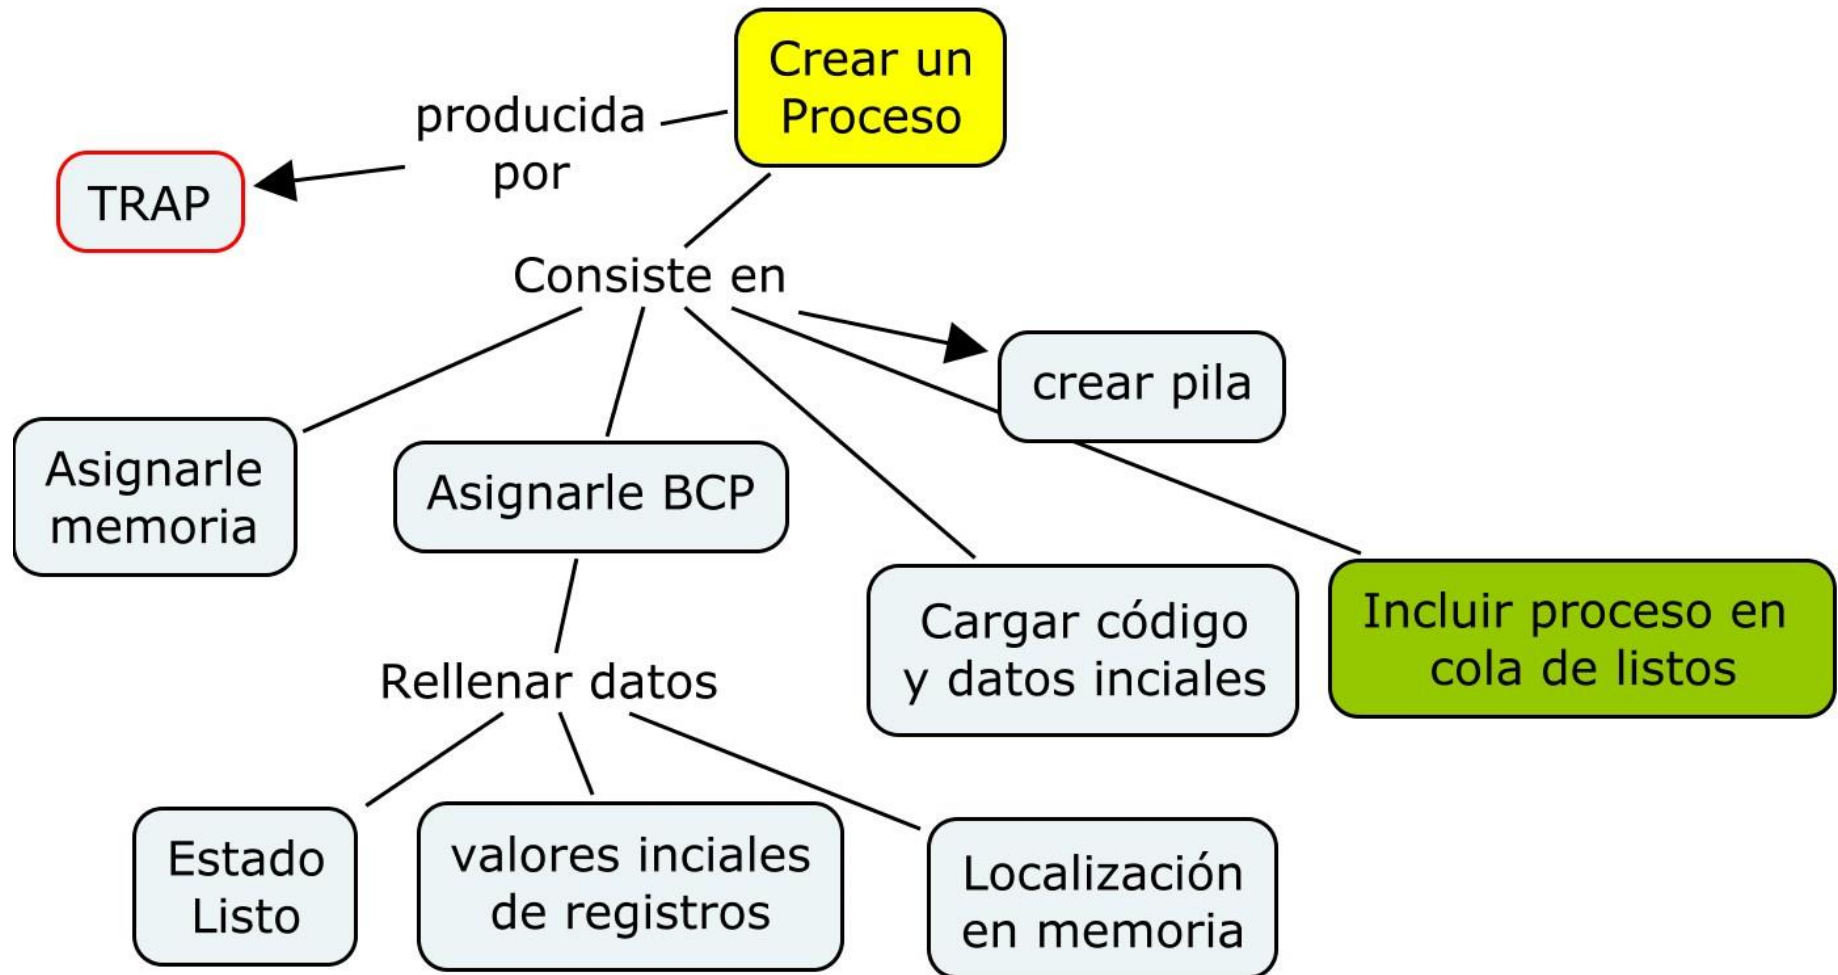 Crear un
Proceso
producida
por
TRAP
Consiste en
crear pila
Asignarle
memoria
Asignarle BCP
Cargar código
y datos inciales
Incluir proceso en
cola de listos
Rellenar datos
Estado
Listo
valores inciales
de registros
Localización
en memoria